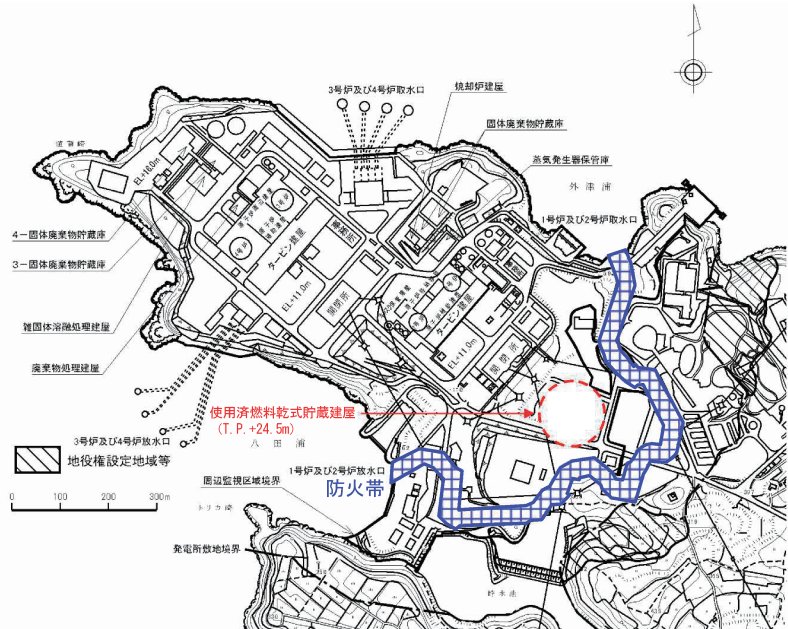 3号炉及び4号炉取水口
焼却炉建屋
固体廃棄物貯蔵庫
蒸気発生器保管庫
外津浦
1号炉及び2号炉取水口
EL+16.0m
4-固体廃棄物貯蔵庫
3-固体廃棄物貯蔵庫
雑固体溶融処理建屋
廃棄物処理建屋
タービン建屋
EL+11.0m
開閉所
タービン建屋
EL+11.0m
開閉所
使用済燃料乾式貯蔵建屋
(T.P.+24.5m)
八田浦
3号炉及び4号炉放水口
地役権設定地域等
0 100 200 300m
1号炉及び2号炉放水口
防火帯
周辺監視区域境界
トリカ崎
発電所敷地境界
貯水池